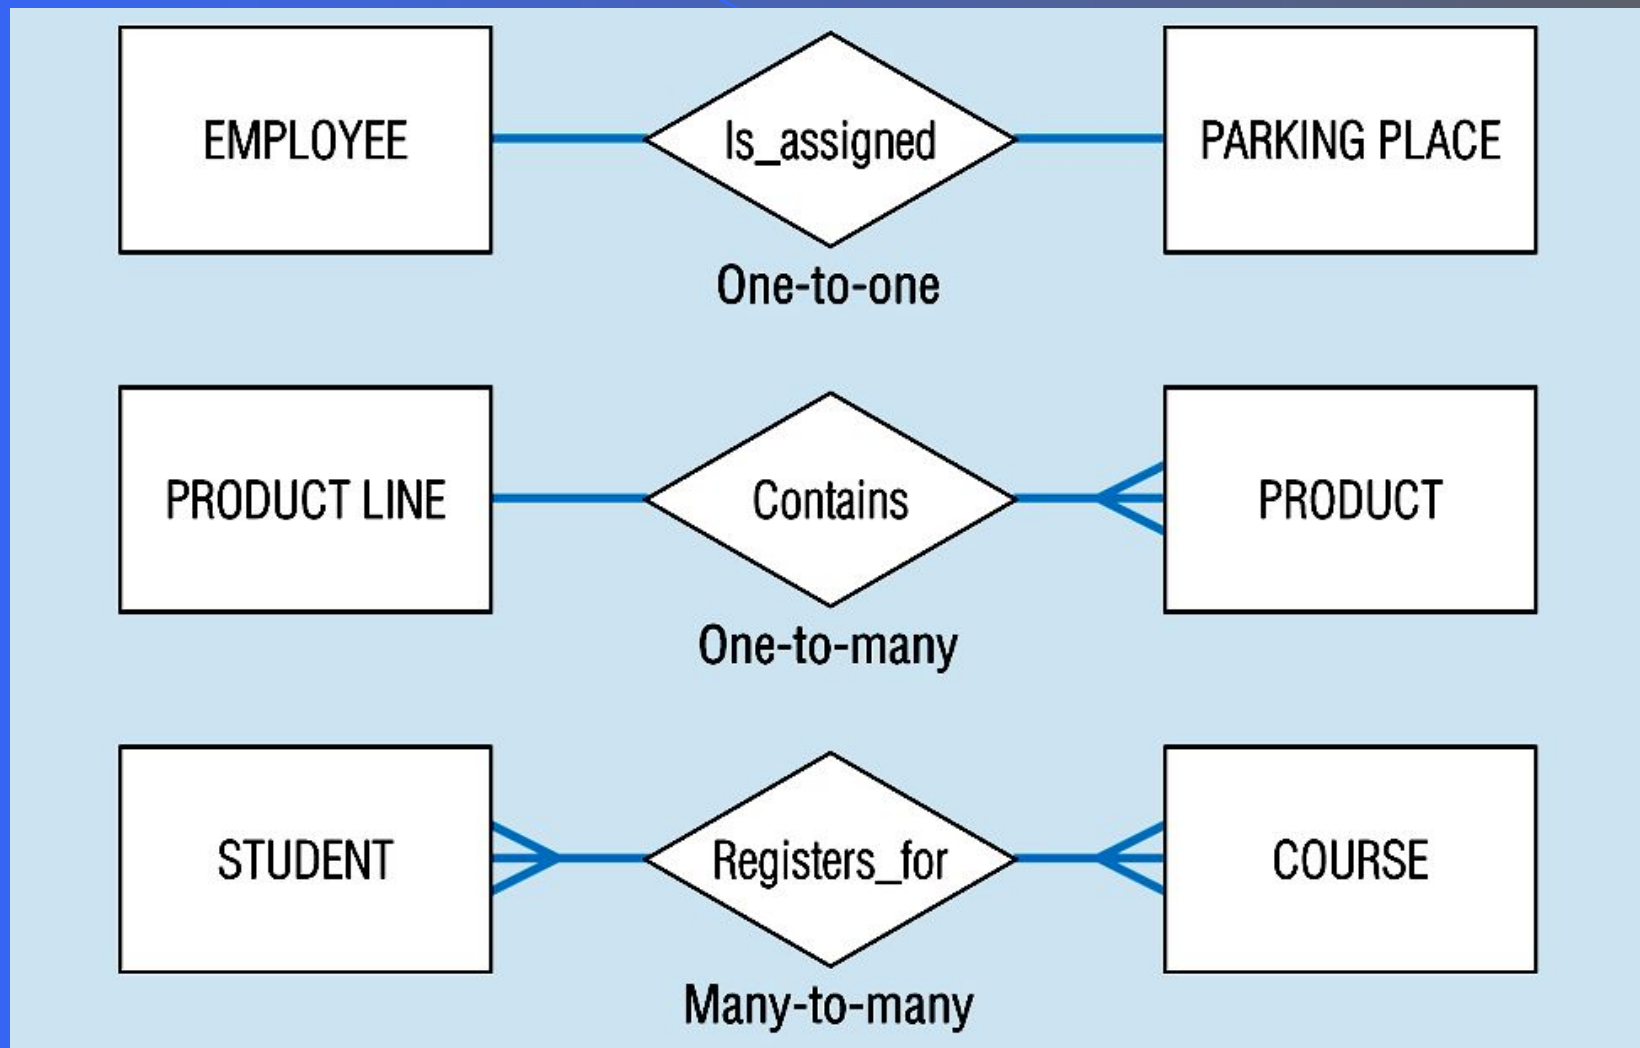 EMPLOYEE
Is_assigned
PARKING PLACE
One-to-one
PRODUCT LINE
Contains
PRODUCT
One-to-many
STUDENT
Registers_for
COURSE
Many-to-many